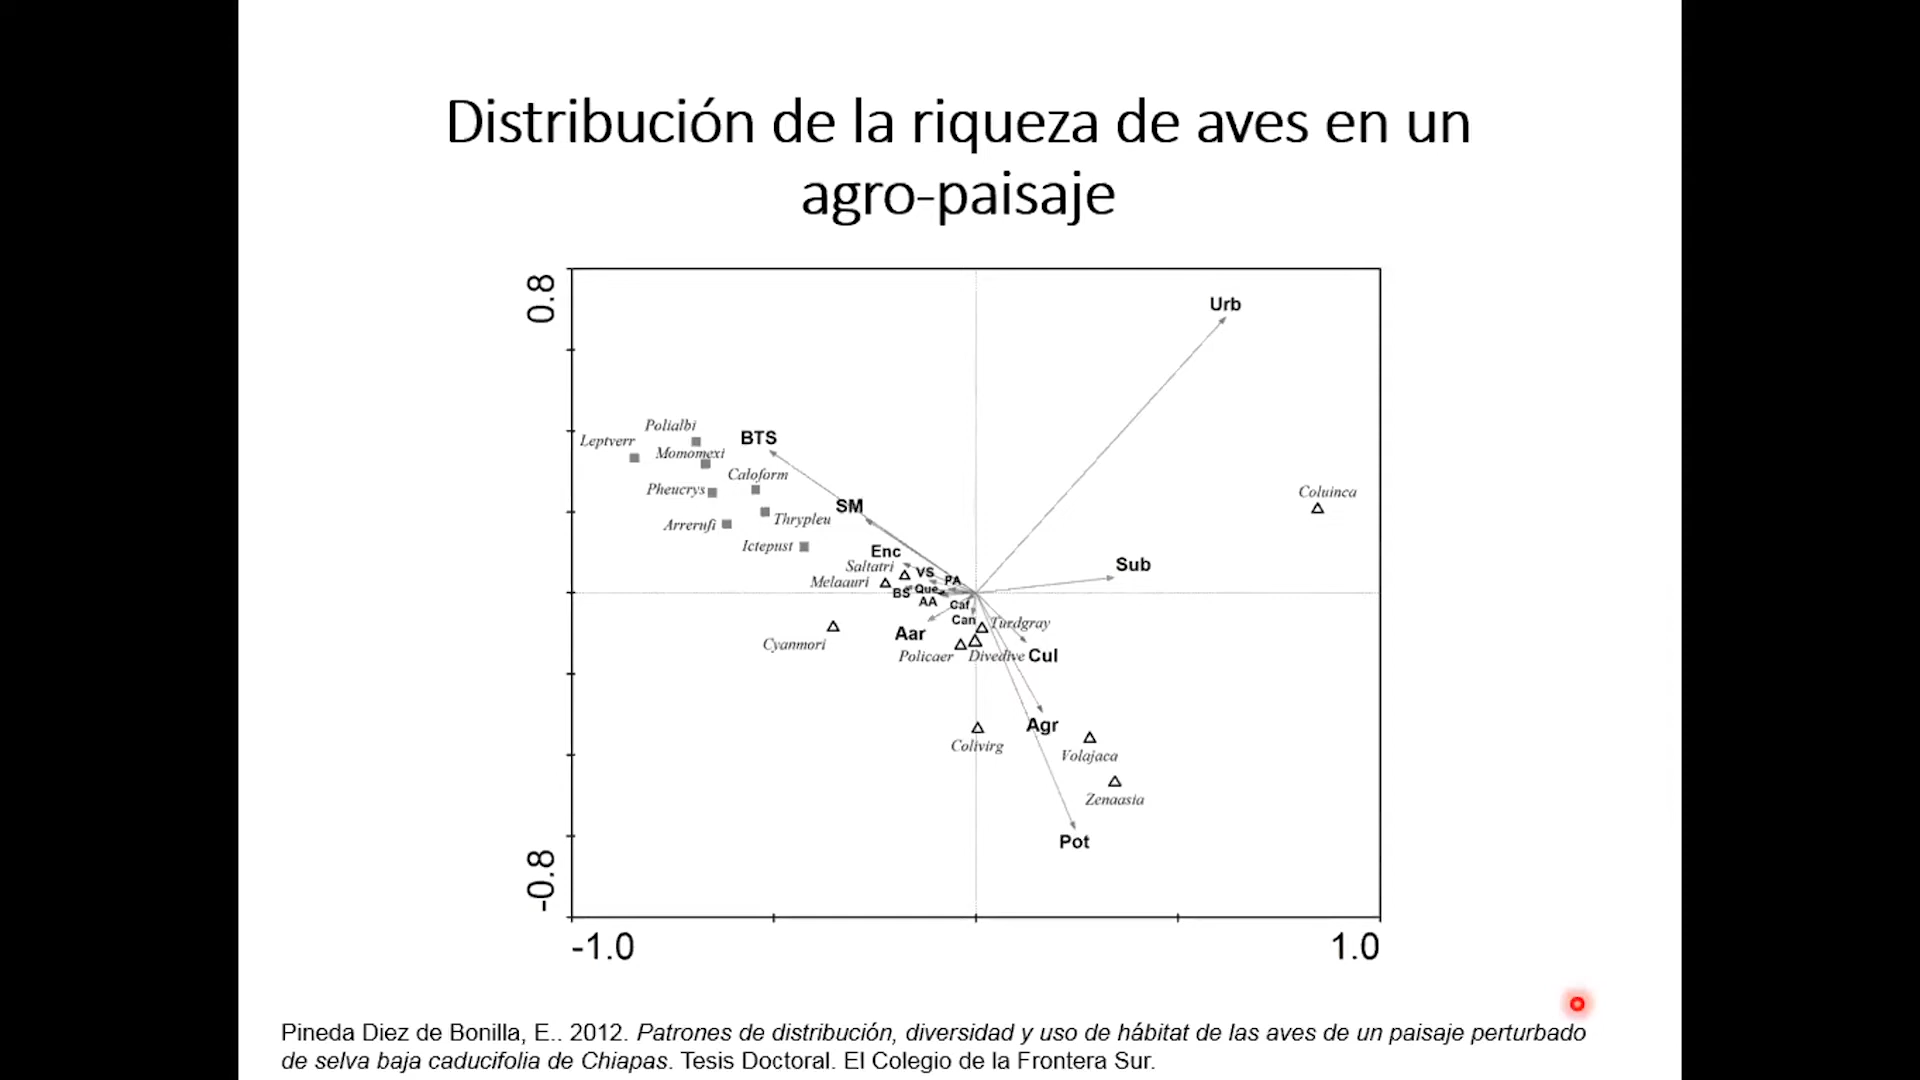 Distribución de la riqueza de aves en un
agro-paisaje
0.8
Urb
Polialbi
BTS
Leptverr
Momomexi
Caloform
Pheucrys
Coluinca
SM
Thrypleu
Arrerufi
Ictepust
Enc
Sub
Saltatri
VS
PA
Melaauri
BS
Que
AA
Caf
Can
Turdgray
Aar
Cyanmori
Policaer
Divedive
Cul
Agr
Colivirg
Volajaca
Zenaasia
Pot
-0.8
-1.0
1.0
Pineda Diez de Bonilla, E.. 2012. Patrones de distribución, diversidad y uso de hábitat de las aves de un paisaje perturbado
de selva baja caducifolia de Chiapas. Tesis Doctoral. El Colegio de la Frontera Sur.